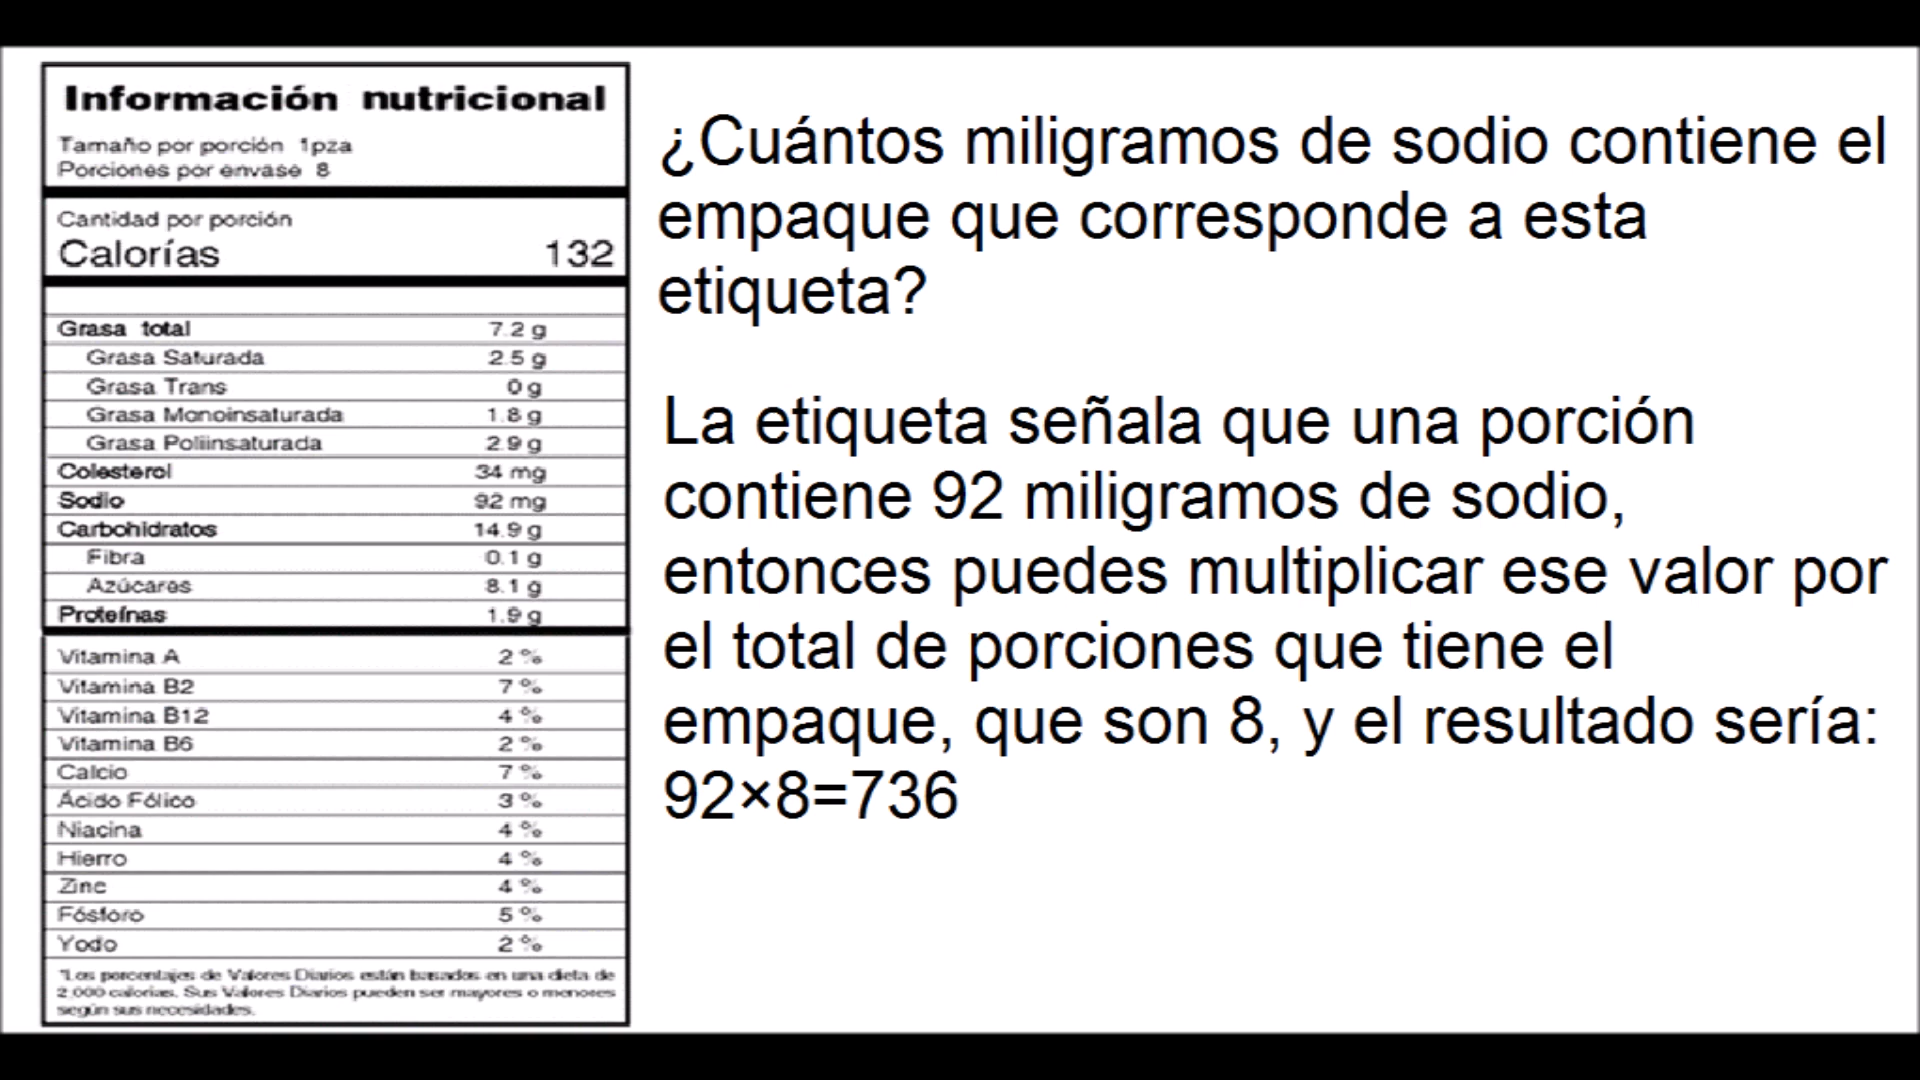 Información nutricional
Tamaño por porción 1pza
Porciones por envase 8
Cantidad por porción
Calorías 132
Grasa total 7.2 g
Grasa Saturada 2.5 g
Grasa Trans 0 g
Grasa Monoinsaturada 1.8 g
Grasa Poliinsaturada 2.9 g
Colesterol 34 mg
Sodio 92 mg
Carbohidratos 14.9 g
Fibra 0.1 g
Azúcares 8.1 g
Proteínas 1.9 g
Vitamina A 2 %
Vitamina B2 7 %
Vitamina B12 4 %
Vitamina B6 2 %
Calcio 7 %
Ácido Fólico 3 %
Niacina 4 %
Hierro 4 %
Zinc 4 %
Fósforo 5 %
Yodo 2 %
*Los porcentajes de Valores Diarios están basados en una dieta de
2,000 calorías. Sus Valores Diarios pueden ser mayores o menores
según sus necesidades.
¿Cuántos miligramos de sodio contiene el
empaque que corresponde a esta
etiqueta?
La etiqueta señala que una porción
contiene 92 miligramos de sodio,
entonces puedes multiplicar ese valor por
el total de porciones que tiene el
empaque, que son 8, y el resultado sería:
92×8=736